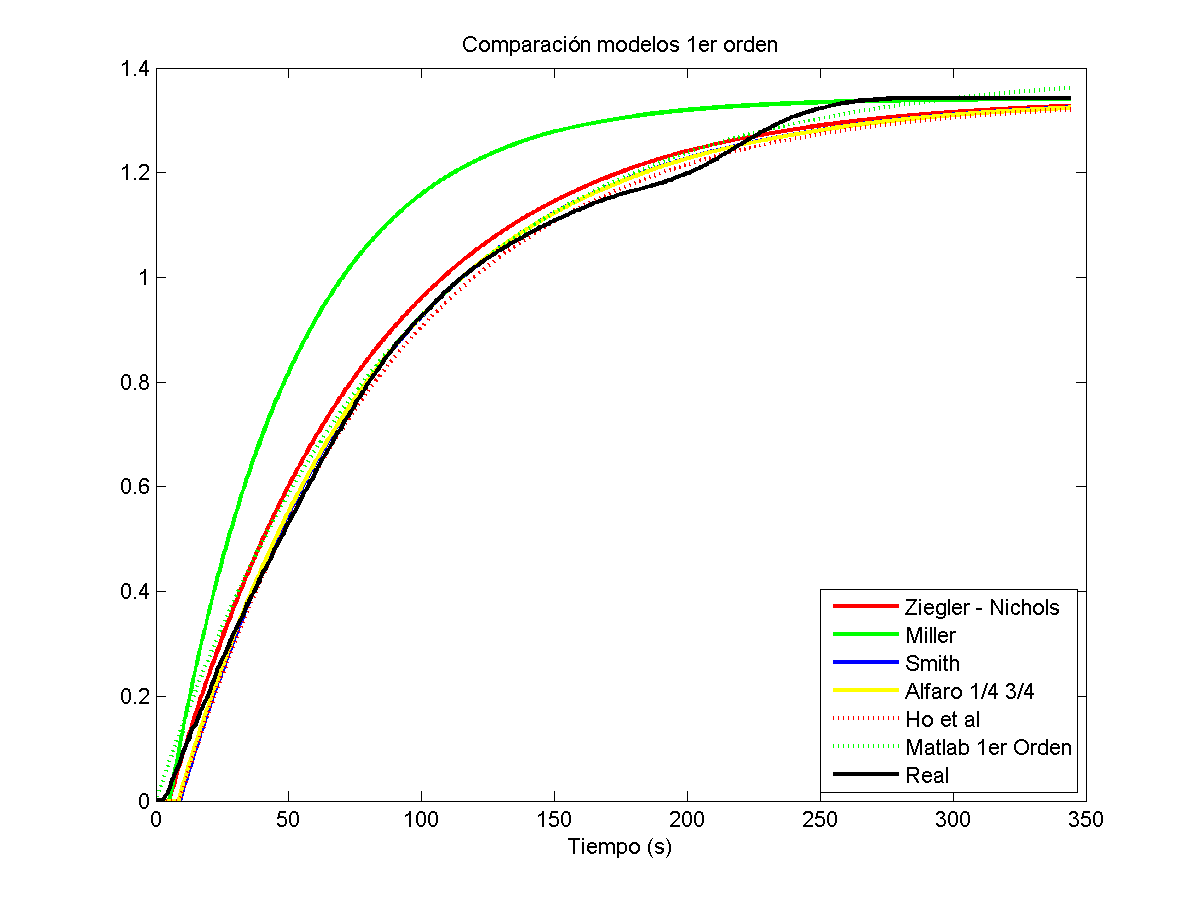 Comparación modelos 1er orden
1.4
1.2
1
0.8
0.6
0.4
0.2
0
Ziegler - Nichols
Miller
Smith
Alfaro 1/4 3/4
Ho et al
Matlab 1er Orden
Real
0 50 100 150 200 250 300 350
Tiempo (s)